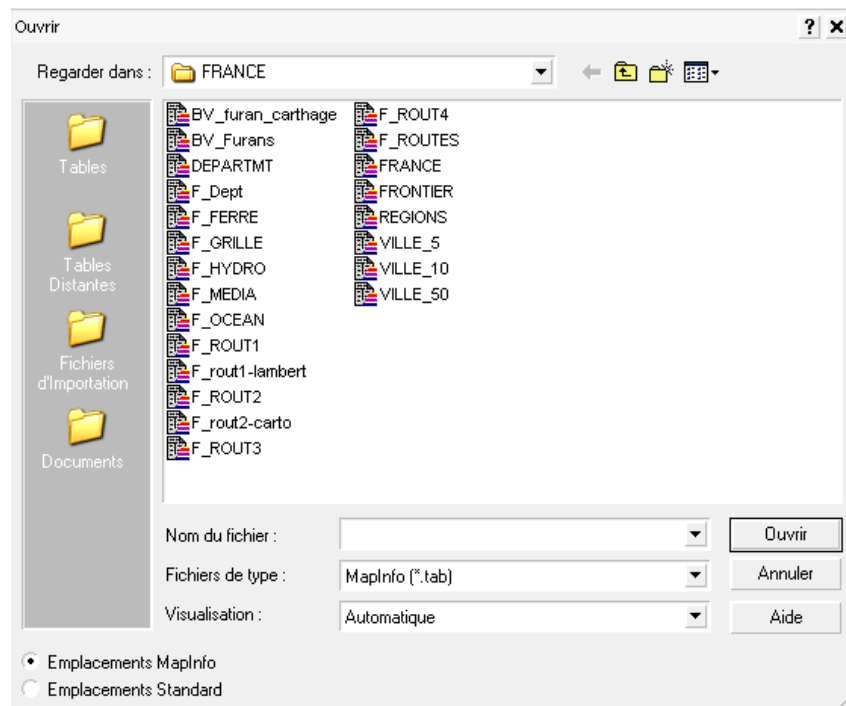 Ouvrir
Regarder dans :
FRANCE
Tables
Tables
Distantes
Fichiers
d'Importation
Documents
BV_furan_carthage
BV_Furans
DEPARTMT
F_Dept
F_FERRE
F_GRILLE
F_HYDRO
F_MEDIA
F_OCEAN
F_ROUT1
F_rout1-lambert
F_ROUT2
F_rout2-carto
F_ROUT3
F_ROUT4
F_ROUTES
FRANCE
FRONTIER
REGIONS
VILLE_5
VILLE_10
VILLE_50
Nom du fichier :
Ouvrir
Fichiers de type :
MapInfo (*.tab)
Annuler
Visualisation :
Automatique
Aide
Emplacements MapInfo
Emplacements Standard